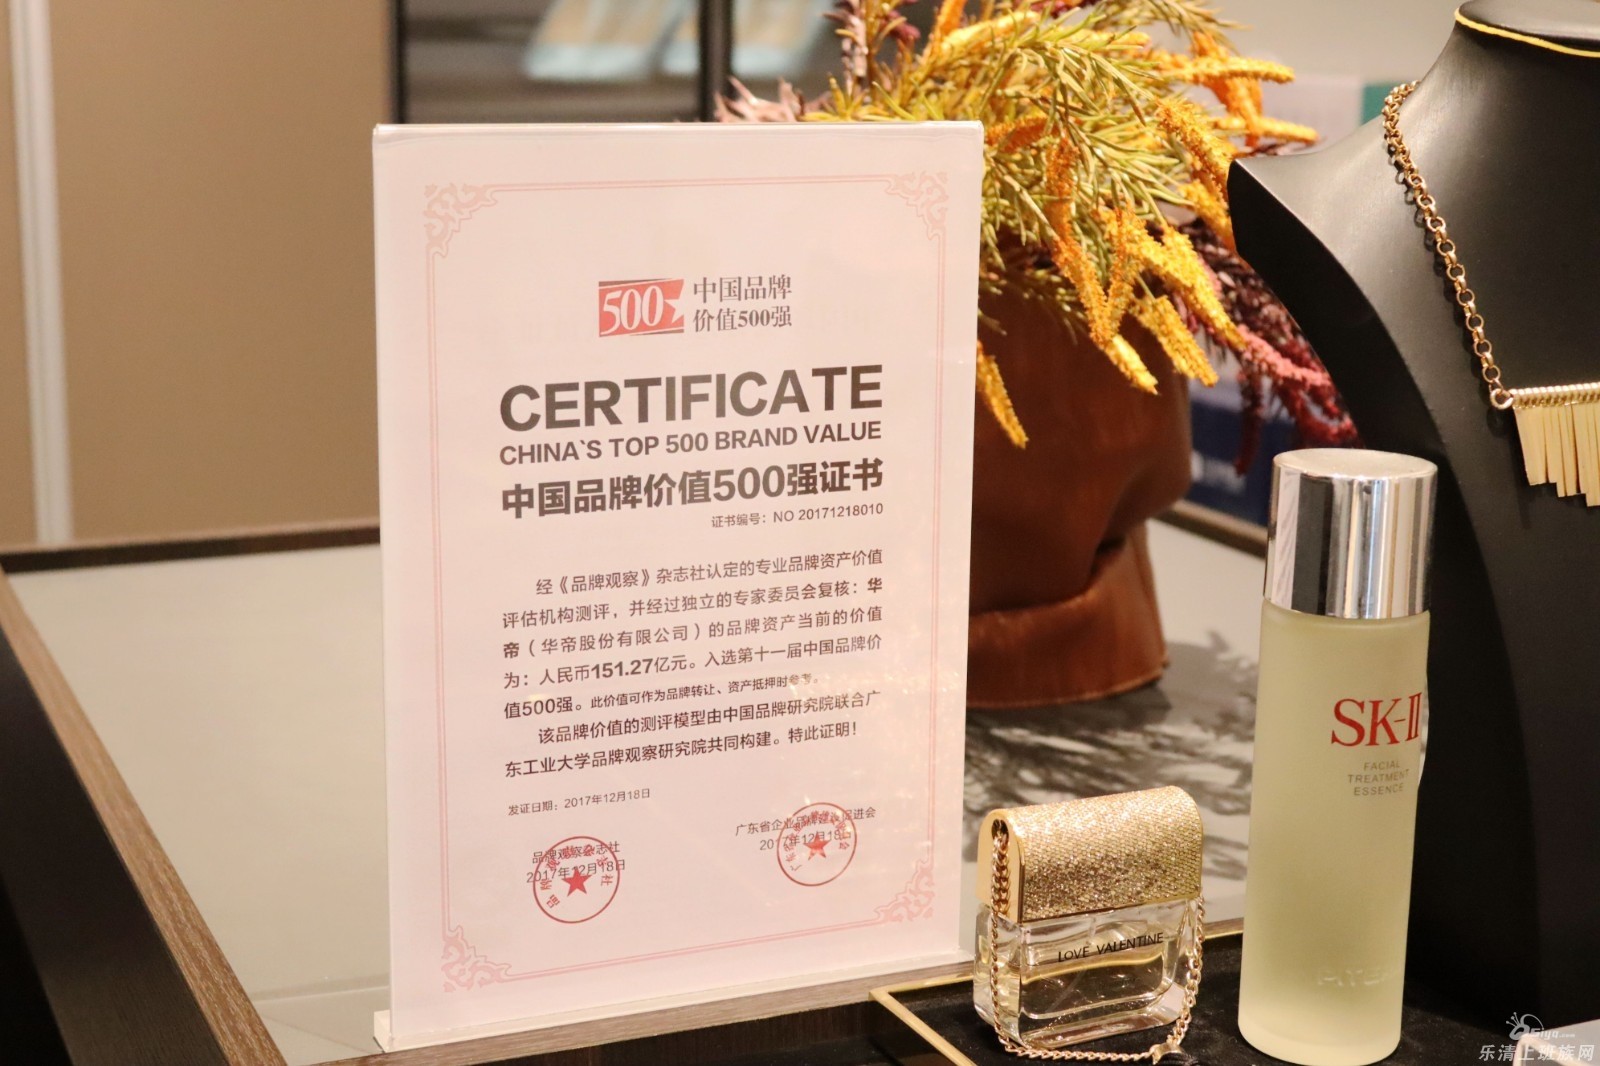 500 中国品牌
价值500强
CERTIFICATE
CHINA`S TOP 500 BRAND VALUE
中国品牌价值500强证书
证书编号：NO 20171218010
经《品牌观察》杂志社认定的专业品牌资产价值
评估机构测评，并经过独立的专家委员会复核：华
帝（华帝股份有限公司）的品牌资产当前的价值
为：人民币151.27亿元。入选第十一届中国品牌价
值500强。此价值可作为品牌转让、资产抵押时参考。
该品牌价值的测评模型由中国品牌研究院联合广
东工业大学品牌观察研究院共同构建。特此证明！
发证日期：2017年12月18日
品牌观察杂志社
2017年12月18日
广东省企业品牌建设促进会
2017年12月18日
LOVE VALENTINE
SK-II
FACIAL
TREATMENT
ESSENCE
乐清上班族网